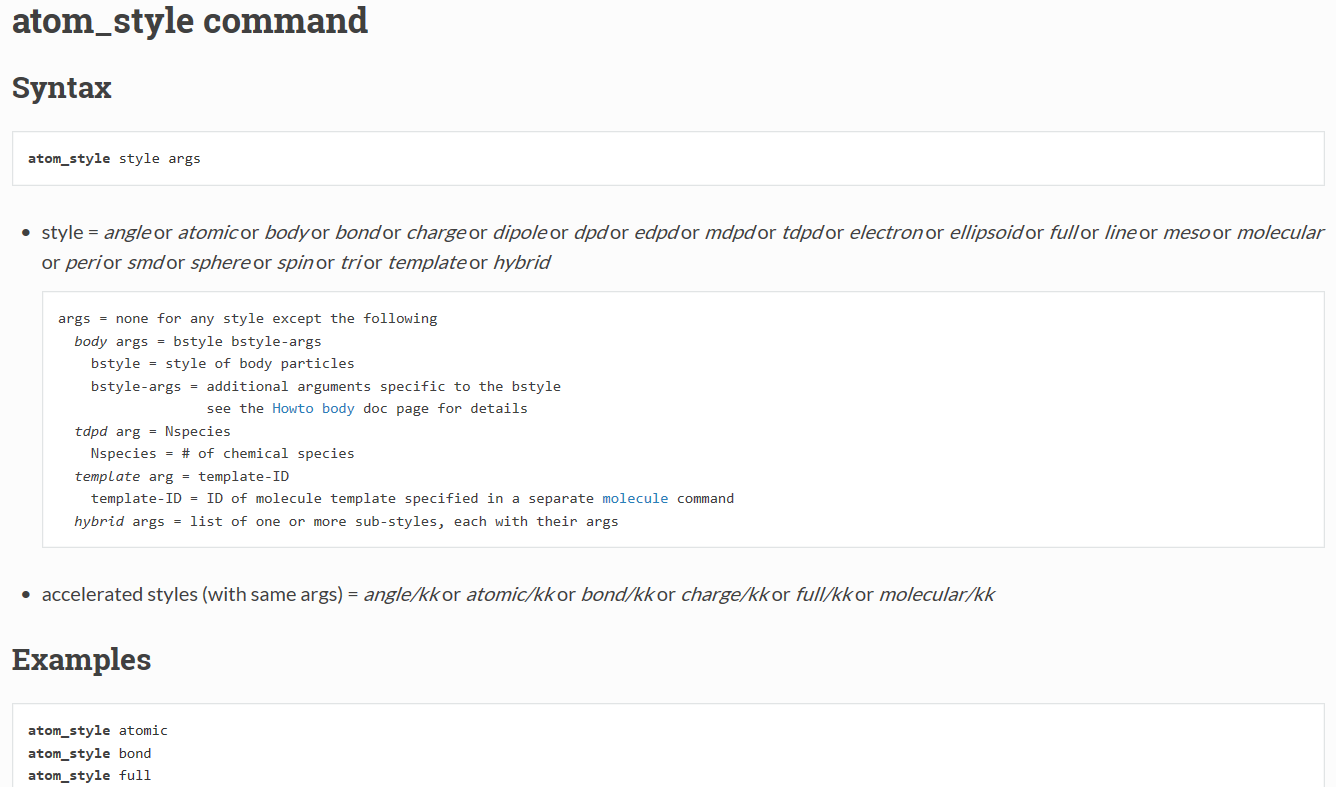 atom_style command
Syntax
atom_style style args
• style = angle or atomic or body or bond or charge or dipole or dpd or edpd or mdpd or tdpd or electron or ellipsoid or full or line or meso or molecular
or peri or smd or sphere or spin or tri or template or hybrid
args = none for any style except the following
body args = bstyle bstyle-args
bstyle = style of body particles
bstyle-args = additional arguments specific to the bstyle
see the Howto body doc page for details
tdpd arg = Nspecies
Nspecies = # of chemical species
template arg = template-ID
template-ID = ID of molecule template specified in a separate molecule command
hybrid args = list of one or more sub-styles, each with their args
• accelerated styles (with same args) = angle/kk or atomic/kk or bond/kk or charge/kk or full/kk or molecular/kk
Examples
atom_style atomic
atom_style bond
atom_style full